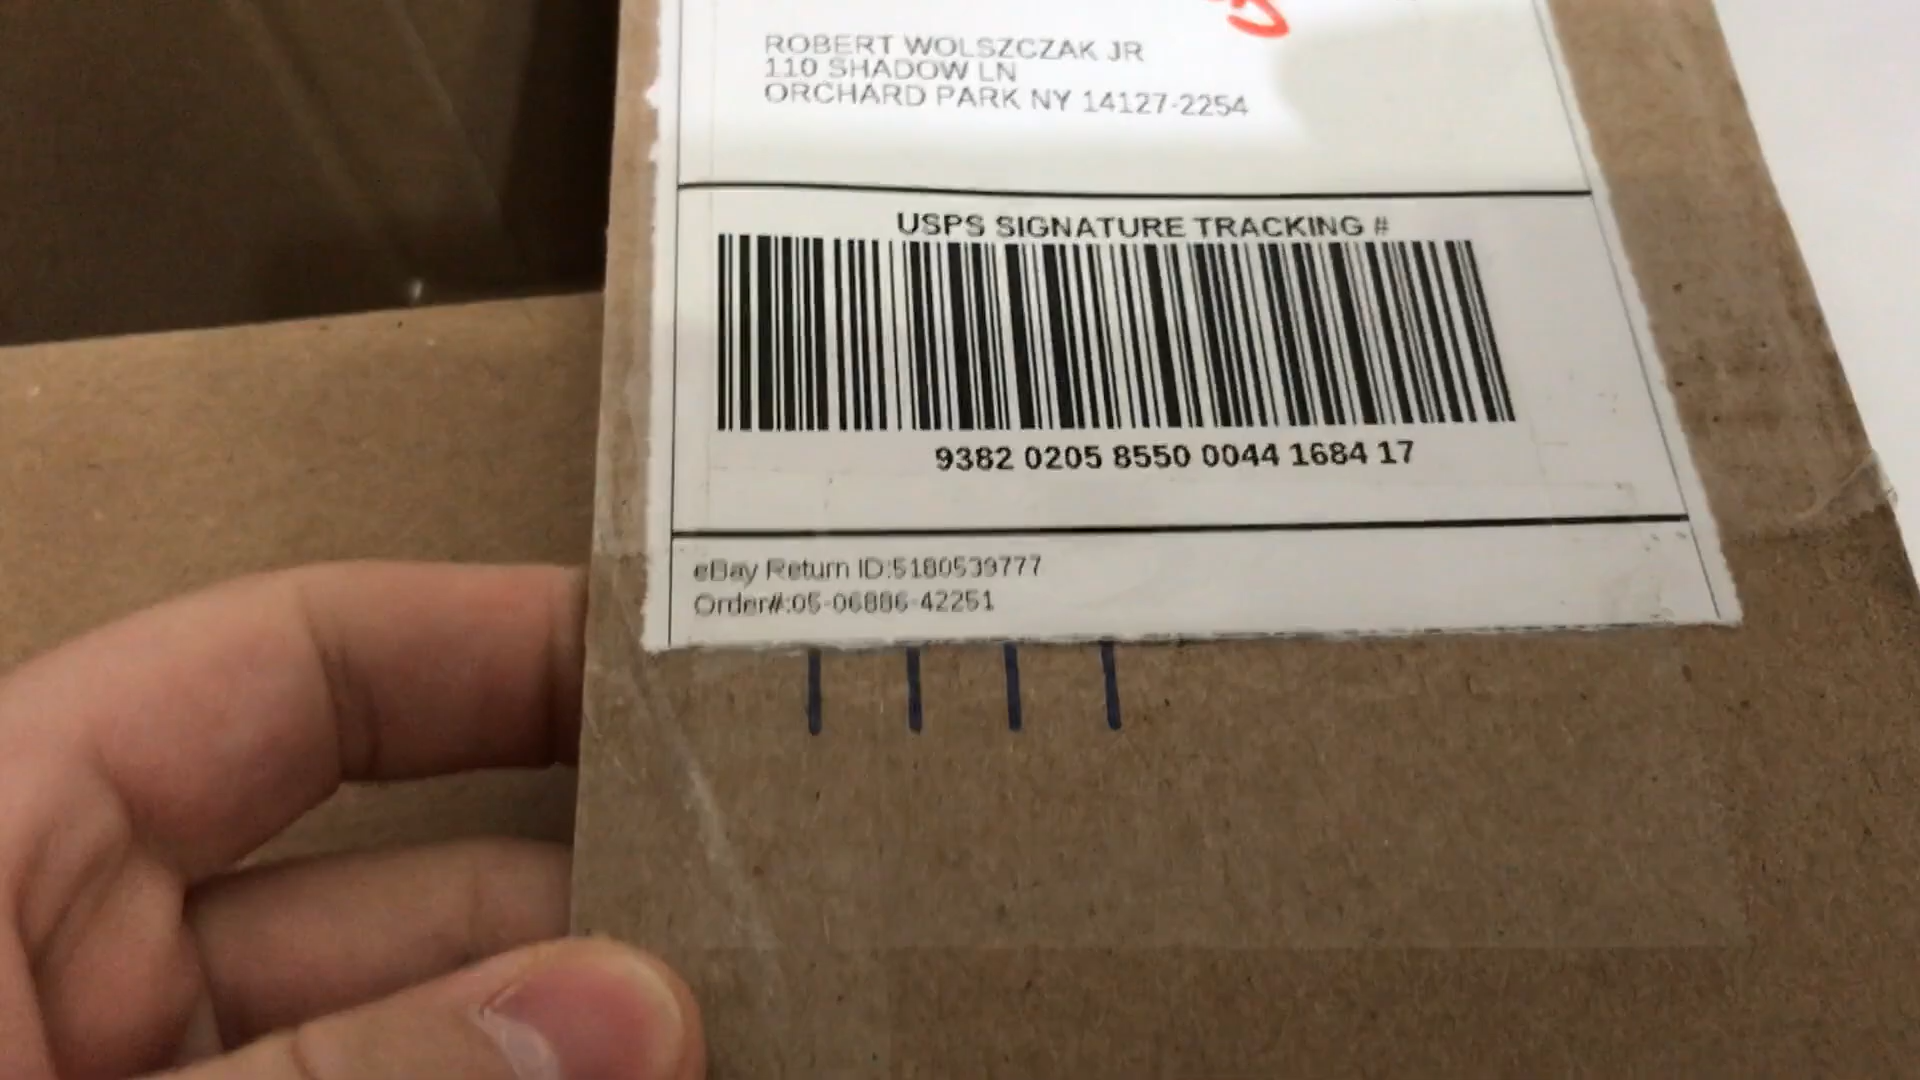 ROBERT WOLSZCZAK JR
110 SHADOW LN
ORCHARD PARK NY 14127-2254
USPS SIGNATURE TRACKING #
9382 0205 8550 0044 1684 17
eBay Return ID:5180539777
Order#:05-06886-42251